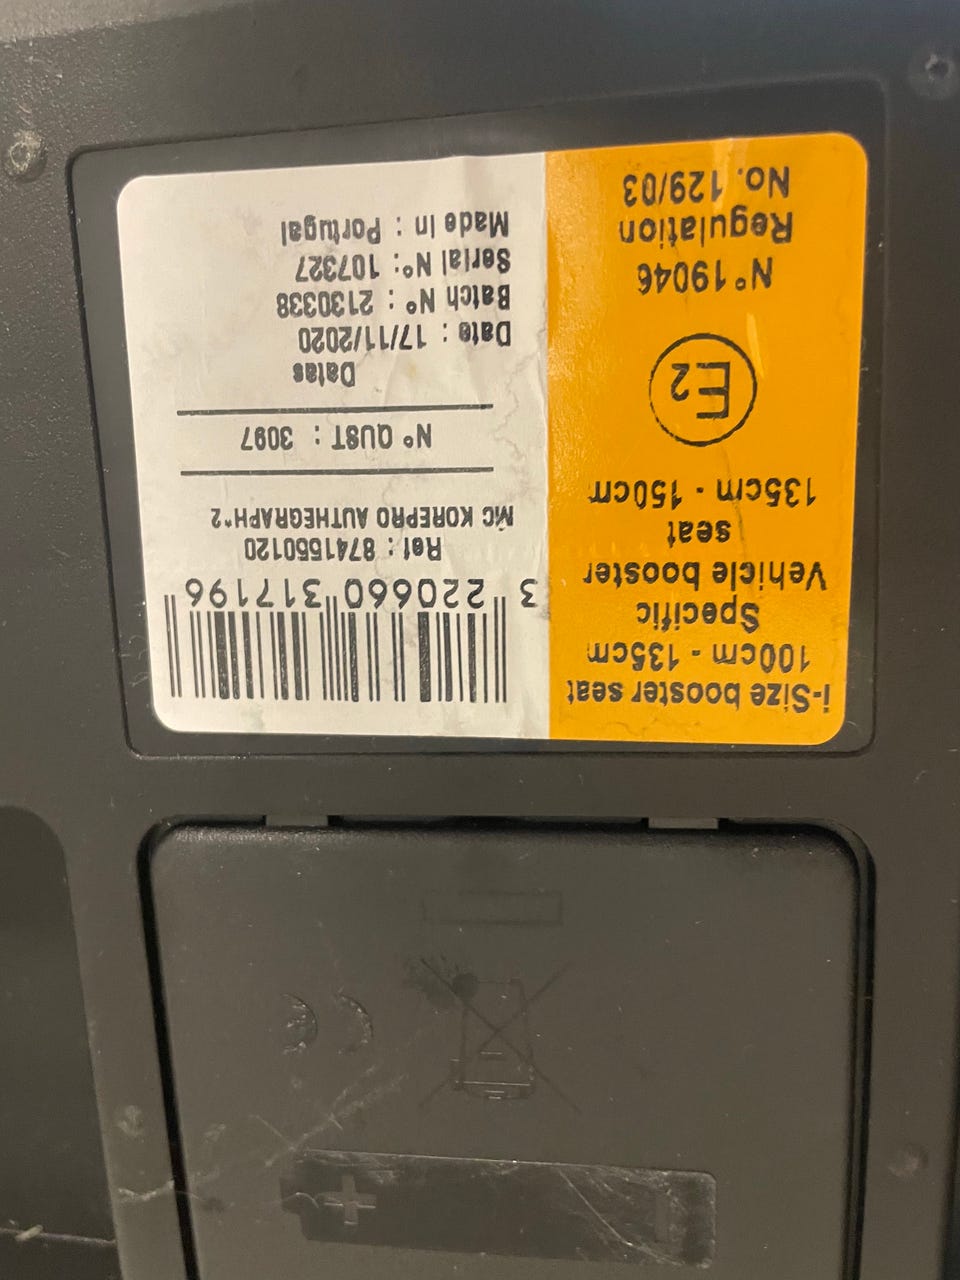 i-Size booster seat
100cm - 135cm
Specific
Vehicle booster
seat
135cm - 150cm
E2
N° 19046
Regulation
No. 129/03
3 220660 317196
Ref : 8741550120
MC KOREPRO AUTHEGRAPH*2
N° QUST : 3097
Datas
Date : 17/11/2020
Batch N° : 2130338
Serial N°: 107327
Made In : Portugal
CE
+
-